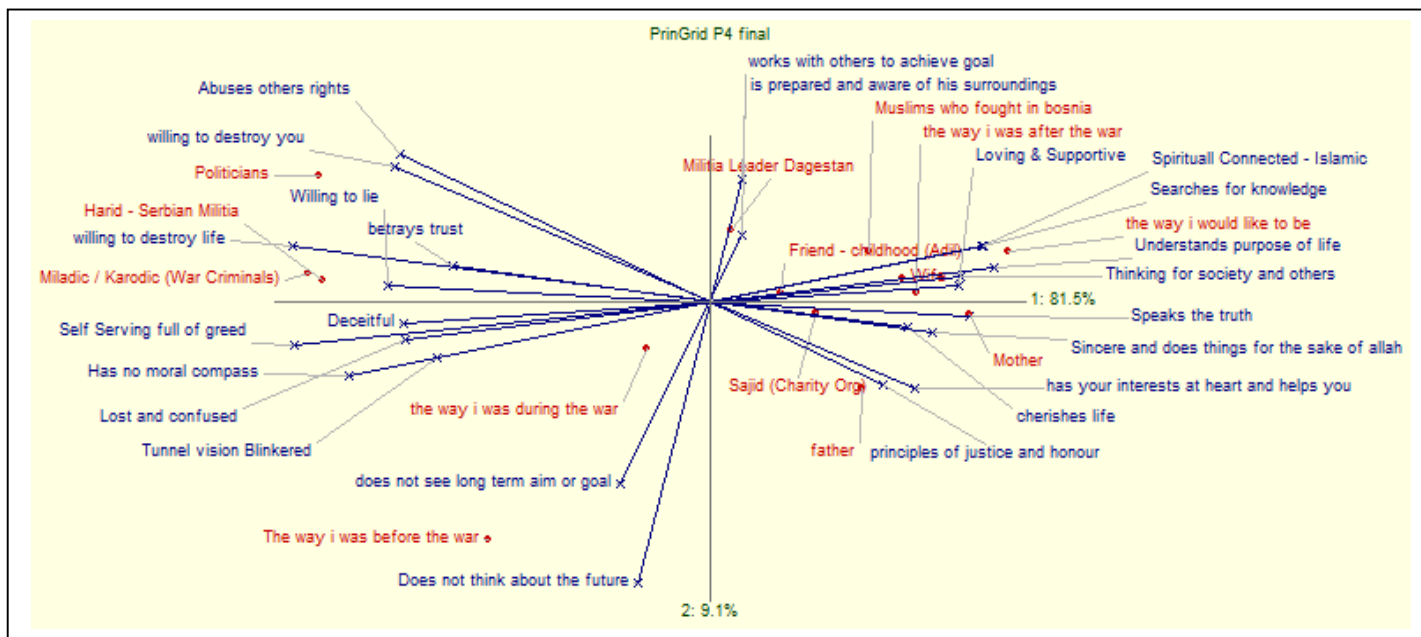 PrinGrid P4 final
works with others to achieve goal
is prepared and aware of his surroundings
Abuses others rights
Muslims who fought in bosnia
the way i was after the war
willing to destroy you
Loving & Supportive
Spirituall Connected - Islamic
Politicians
Militia Leader Dagestan
Searches for knowledge
Willing to lie
Harid - Serbian Militia
the way i would like to be
betrays trust
willing to destroy life
Friend - childhood (Adil)
Understands purpose of life
Miladic / Karodic (War Criminals)
Wife
Thinking for society and others
1: 81.5%
Deceitful
Speaks the truth
Self Serving full of greed
Sincere and does things for the sake of allah
Mother
Has no moral compass
Sajid (Charity Org)
has your interests at heart and helps you
the way i was during the war
Lost and confused
cherishes life
Tunnel vision Blinkered
father
principles of justice and honour
does not see long term aim or goal
The way i was before the war
Does not think about the future
2: 9.1%